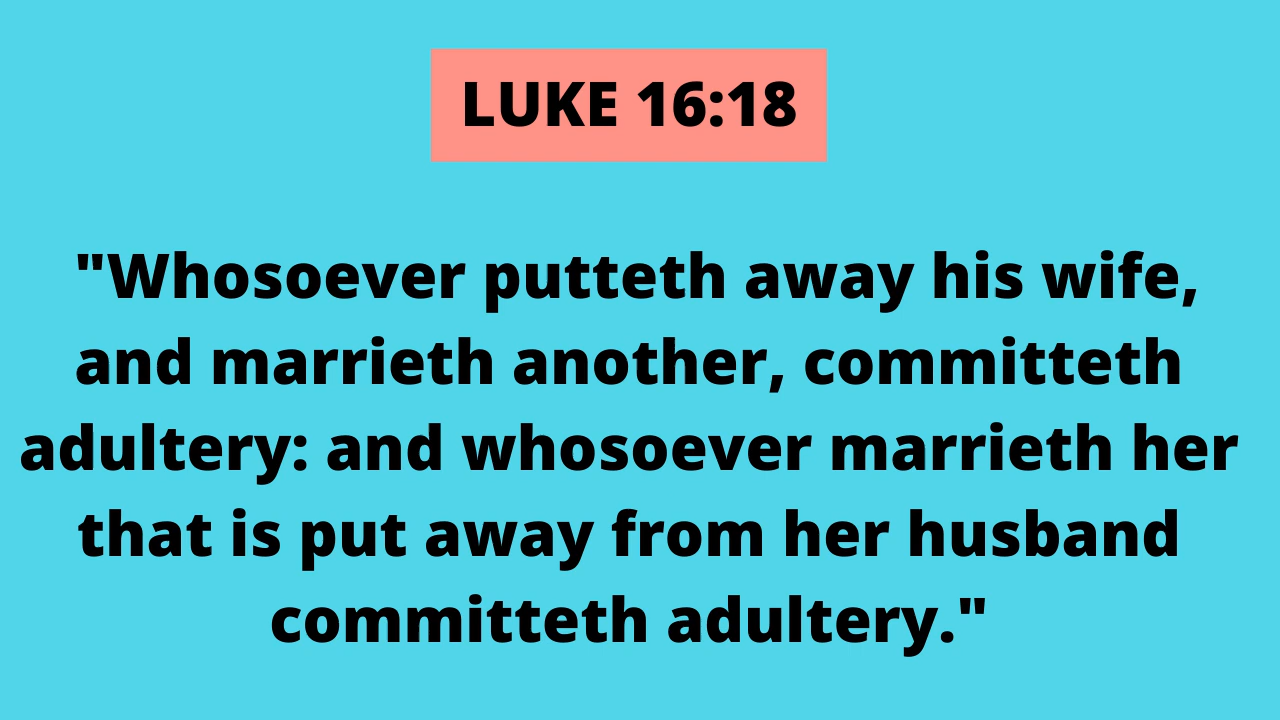 LUKE 16:18
"Whosoever putteth away his wife,
and marrieth another, committeth
adultery: and whosoever marrieth her
that is put away from her husband
committeth adultery."